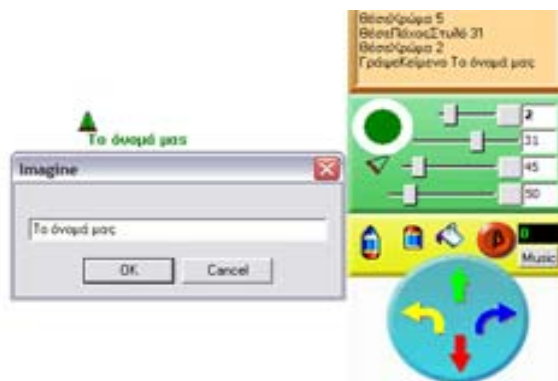 ΘέσεΧρώμα 5
ΘέσεΠάχοςΣτυλό 31
ΘέσεΧρώμα 2
ΓράψεΚείμενο Το όνομά μας
2
31
45
50
Το όνομά μας
Imagine
Το όνομά μας
OK
Cancel
β
0
Music